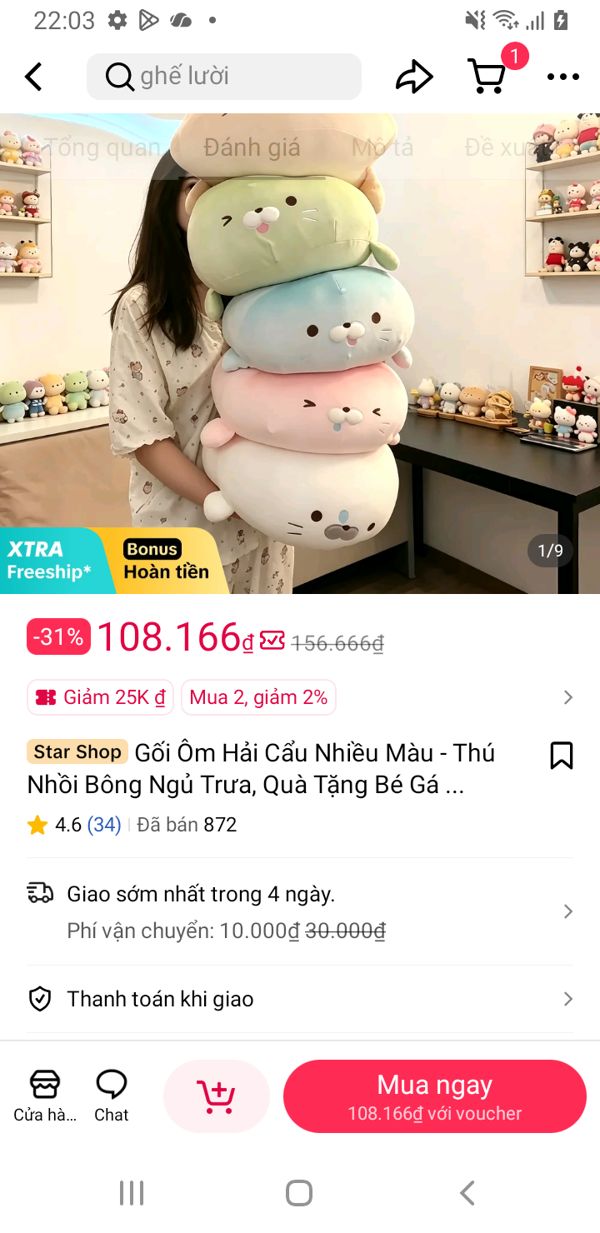 22:03
ghế lười
1
Tổng quan Đánh giá Mô tả Đề xu
XTRA
Freeship*
Bonus
Hoàn tiền
1/9
-31% 108.166₫ 156.666₫
Giảm 25K ₫ Mua 2, giảm 2%
Star Shop Gối Ôm Hải Cẩu Nhiều Màu - Thú
Nhồi Bông Ngủ Trưa, Quà Tặng Bé Gá ...
4.6 (34) Đã bán 872
Giao sớm nhất trong 4 ngày.
Phí vận chuyển: 10.000₫ 30.000₫
Thanh toán khi giao
Cửa hà... Chat
Mua ngay
108.166₫ với voucher